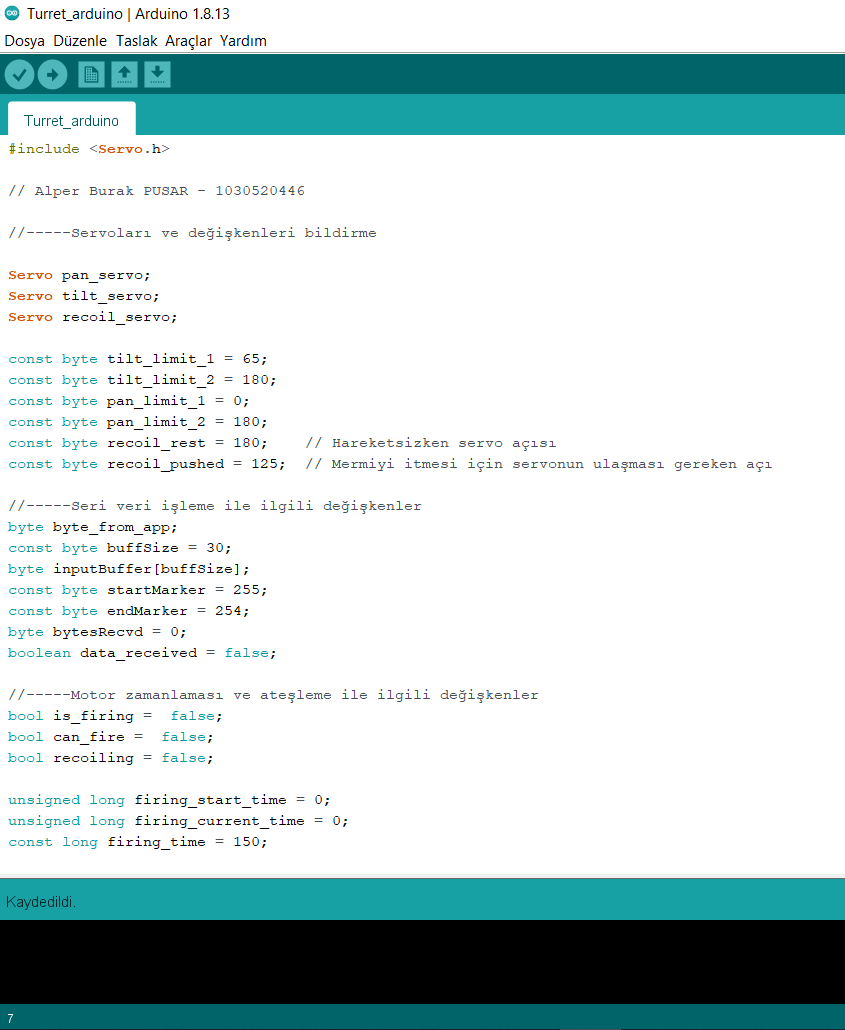 Turret_arduino | Arduino 1.8.13
Dosya Düzenle Taslak Araçlar Yardım
Turret_arduino
#include <Servo.h>
// Alper Burak PUSAR - 1030520446
//-----Servoları ve değişkenleri bildirme
Servo pan_servo;
Servo tilt_servo;
Servo recoil_servo;
const byte tilt_limit_1 = 65;
const byte tilt_limit_2 = 180;
const byte pan_limit_1 = 0;
const byte pan_limit_2 = 180;
const byte recoil_rest = 180;    // Hareketsizken servo açısı
const byte recoil_pushed = 125;  // Mermiyi itmesi için servonun ulaşması gereken açı
//-----Seri veri işleme ile ilgili değişkenler
byte byte_from_app;
const byte buffSize = 30;
byte inputBuffer[buffSize];
const byte startMarker = 255;
const byte endMarker = 254;
byte bytesRecvd = 0;
boolean data_received = false;
//-----Motor zamanlaması ve ateşleme ile ilgili değişkenler
bool is_firing =  false;
bool can_fire =  false;
bool recoiling = false;
unsigned long firing_start_time = 0;
unsigned long firing_current_time = 0;
const long firing_time = 150;
Kaydedildi.
7